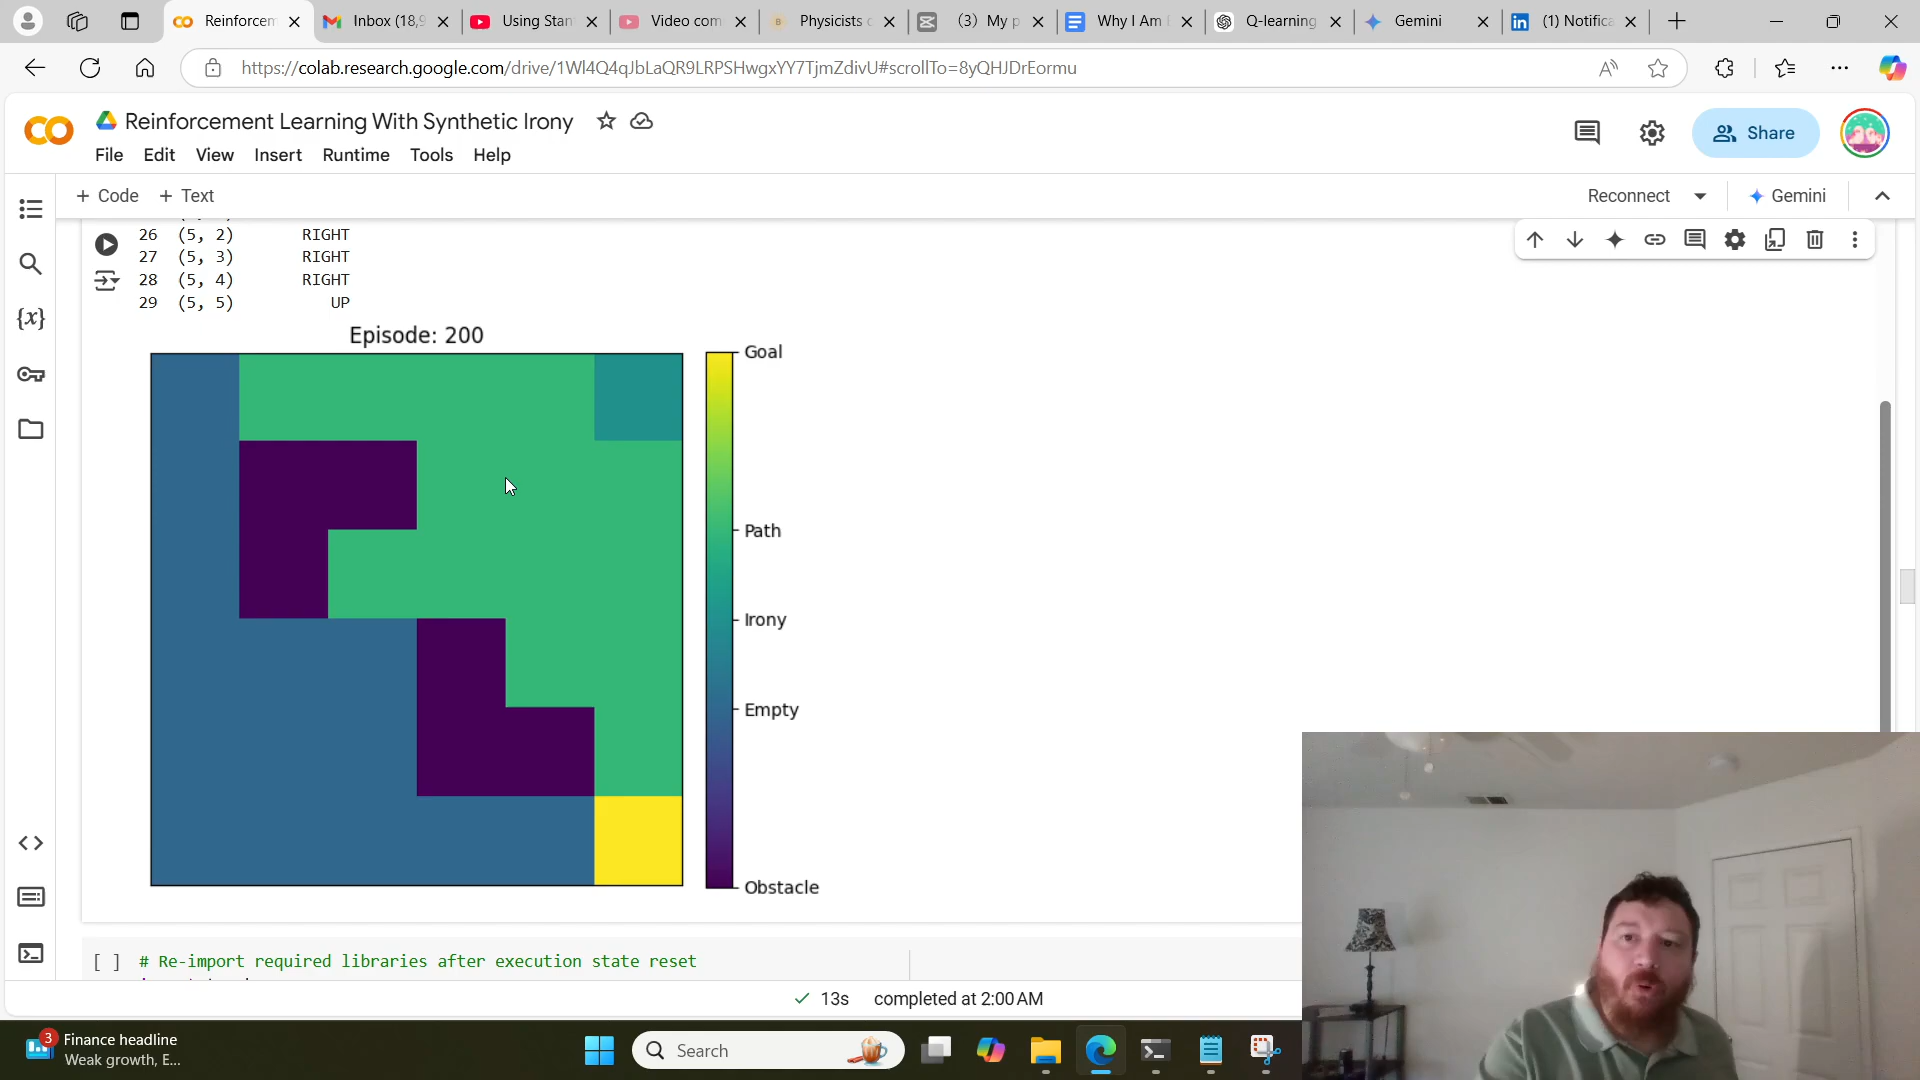 Reinforcem
Inbox (18,9
Using Stan
Video com
Physicists c
(3) My p
Why I Am
Q-learning
Gemini
(1) Notifica
https://colab.research.google.com/drive/1Wl4Q4qJbLaQR9LRPSHwgxYY7TjmZdivU#scrollTo=8yQHJDrEormu
Reinforcement Learning With Synthetic Irony
Share
File Edit View Insert Runtime Tools Help
+ Code + Text
Reconnect
Gemini
26 (5, 2) RIGHT
27 (5, 3) RIGHT
28 (5, 4) RIGHT
29 (5, 5) UP
Episode: 200
Goal
Path
Irony
Empty
Obstacle
[ ] # Re-import required libraries after execution state reset
13s completed at 2:00 AM
3
Finance headline
Weak growth, E...
Search